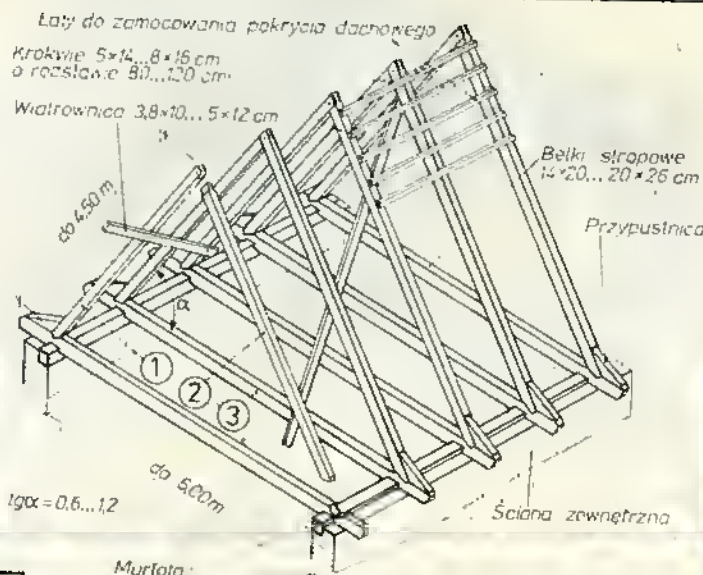 Łaty do zamocowania pokrycia dachowego
Krokwie 5×14...8×16 cm
o rozstawie 80...120 cm
Wiatrownica 3,8×10... 5×12 cm
do 4,50 m
Belki stropowe
14×20... 20×26 cm
Przypustnica
α
1
2
3
do 6,00m
tgα=0,6...1,2
Ściana zewnętrzna
Murłata